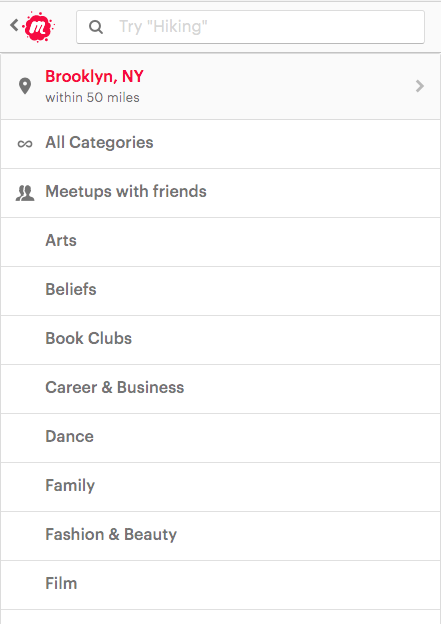 m
Try "Hiking"
Brooklyn, NY
within 50 miles
All Categories
Meetups with friends
Arts
Beliefs
Book Clubs
Career & Business
Dance
Family
Fashion & Beauty
Film